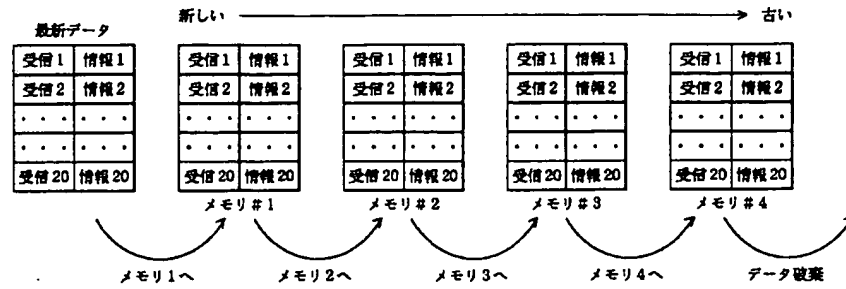 新しい 古い
最新データ
受信1 情報1 受信1 情報1 受信1 情報1 受信1 情報1 受信1 情報1
受信2 情報2 受信2 情報2 受信2 情報2 受信2 情報2 受信2 情報2
・・・ ・・・ ・・・ ・・・ ・・・ ・・・ ・・・ ・・・ ・・・ ・・・
・・・ ・・・ ・・・ ・・・ ・・・ ・・・ ・・・ ・・・ ・・・ ・・・
受信20 情報20 受信20 情報20 受信20 情報20 受信20 情報20 受信20 情報20
メモリ#1 メモリ#2 メモリ#3 メモリ#4
メモリ1へ メモリ2へ メモリ3へ メモリ4へ データ破棄